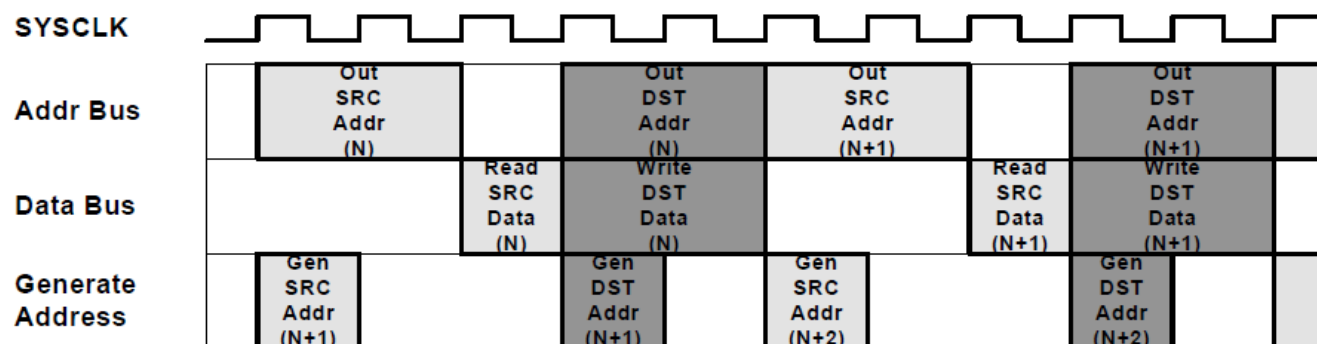 SYSCLK
Addr Bus
Out
SRC
Addr
(N)
Out
DST
Addr
(N)
Out
SRC
Addr
(N+1)
Out
DST
Addr
(N+1)
Data Bus
Read
SRC
Data
(N)
Write
DST
Data
(N)
Read
SRC
Data
(N+1)
Write
DST
Data
(N+1)
Generate
Address
Gen
SRC
Addr
(N+1)
Gen
DST
Addr
(N+1)
Gen
SRC
Addr
(N+2)
Gen
DST
Addr
(N+2)